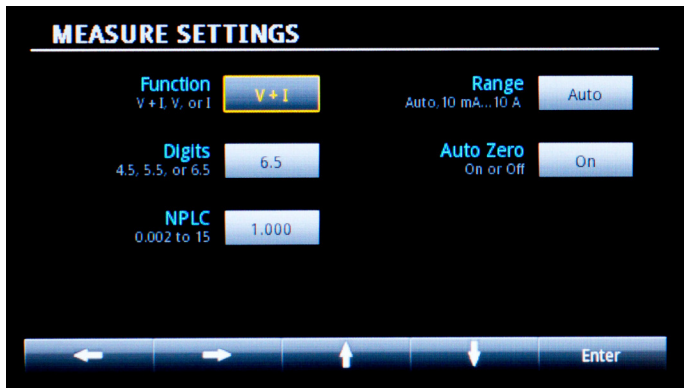 MEASURE SETTINGS
Function
V + I, V, or I
V + I
Range
Auto, 10 mA...10 A
Auto
Digits
4.5, 5.5, or 6.5
6.5
Auto Zero
On or Off
On
NPLC
0.002 to 15
1.000
Enter